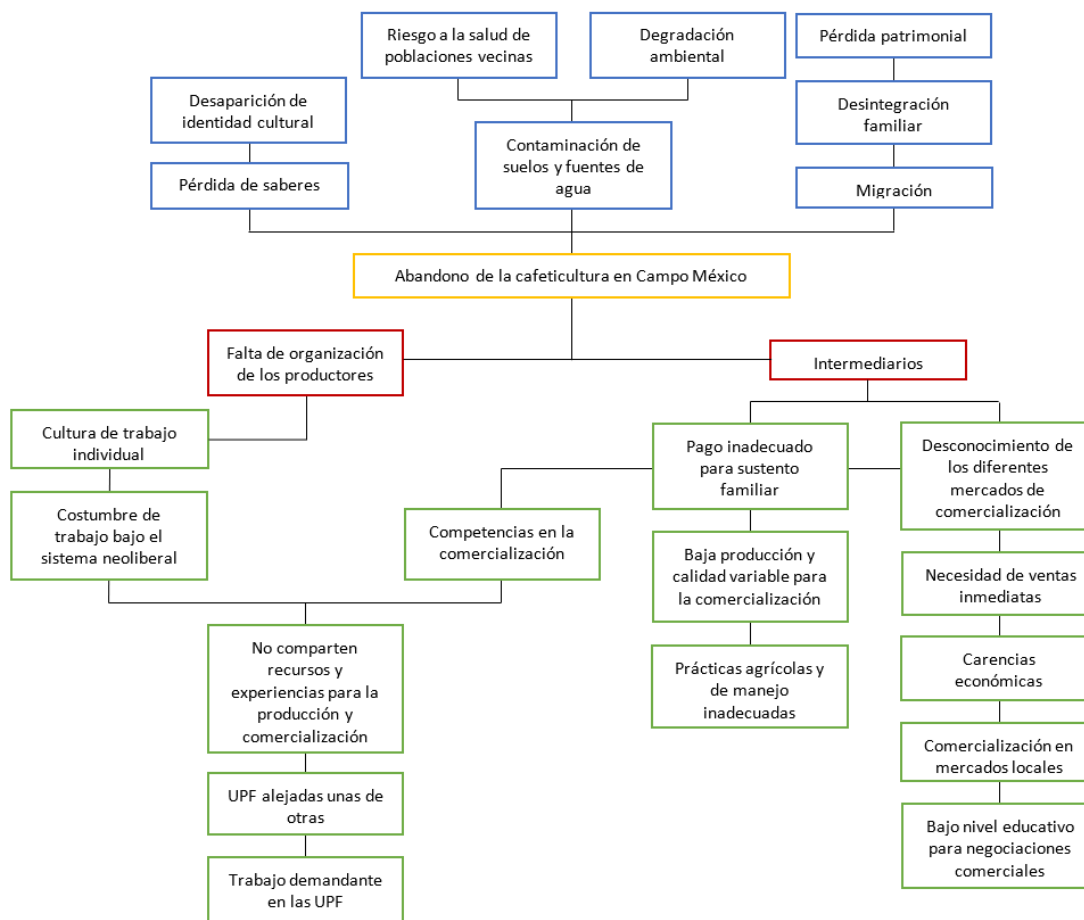 Riesgo a la salud de
poblaciones vecinas
Degradación
ambiental
Pérdida patrimonial
Desaparición de
identidad cultural
Desintegración
familiar
Contaminación de
suelos y fuentes de
agua
Pérdida de saberes
Migración
Abandono de la cafeticultura en Campo México
Falta de organización
de los productores
Intermediarios
Cultura de trabajo
individual
Pago inadecuado
para sustento
familiar
Desconocimiento de
los diferentes
mercados de
comercialización
Costumbre de
trabajo bajo el
sistema neoliberal
Competencias en la
comercialización
Baja producción y
calidad variable para
la comercialización
Necesidad de ventas
inmediatas
No comparten
recursos y
experiencias para la
producción y
comercialización
Prácticas agrícolas y
de manejo
inadecuadas
Carencias
económicas
Comercialización en
mercados locales
UPF alejadas unas de
otras
Bajo nivel educativo
para negociaciones
comerciales
Trabajo demandante
en las UPF